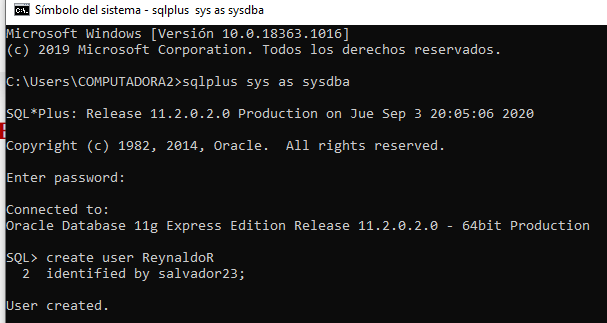 Símbolo del sistema - sqlplus sys as sysdba
Microsoft Windows [Versión 10.0.18363.1016]
(c) 2019 Microsoft Corporation. Todos los derechos reservados.
C:\Users\COMPUTADORA2>sqlplus sys as sysdba
SQL*Plus: Release 11.2.0.2.0 Production on Jue Sep 3 20:05:06 2020
Copyright (c) 1982, 2014, Oracle.  All rights reserved.
Enter password:
Connected to:
Oracle Database 11g Express Edition Release 11.2.0.2.0 - 64bit Production
SQL> create user ReynaldoR
  2  identified by salvador23;
User created.